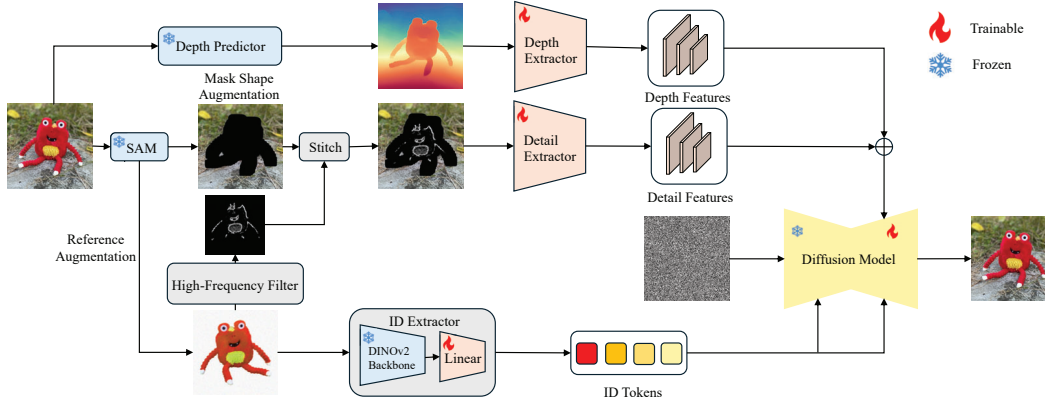 Depth Predictor
Mask Shape
Augmentation
Depth
Extractor
Depth Features
Trainable
Frozen
SAM
Stitch
Detail
Extractor
Detail Features
Reference
Augmentation
High-Frequency Filter
Diffusion Model
ID Extractor
DINOv2
Backbone
Linear
ID Tokens